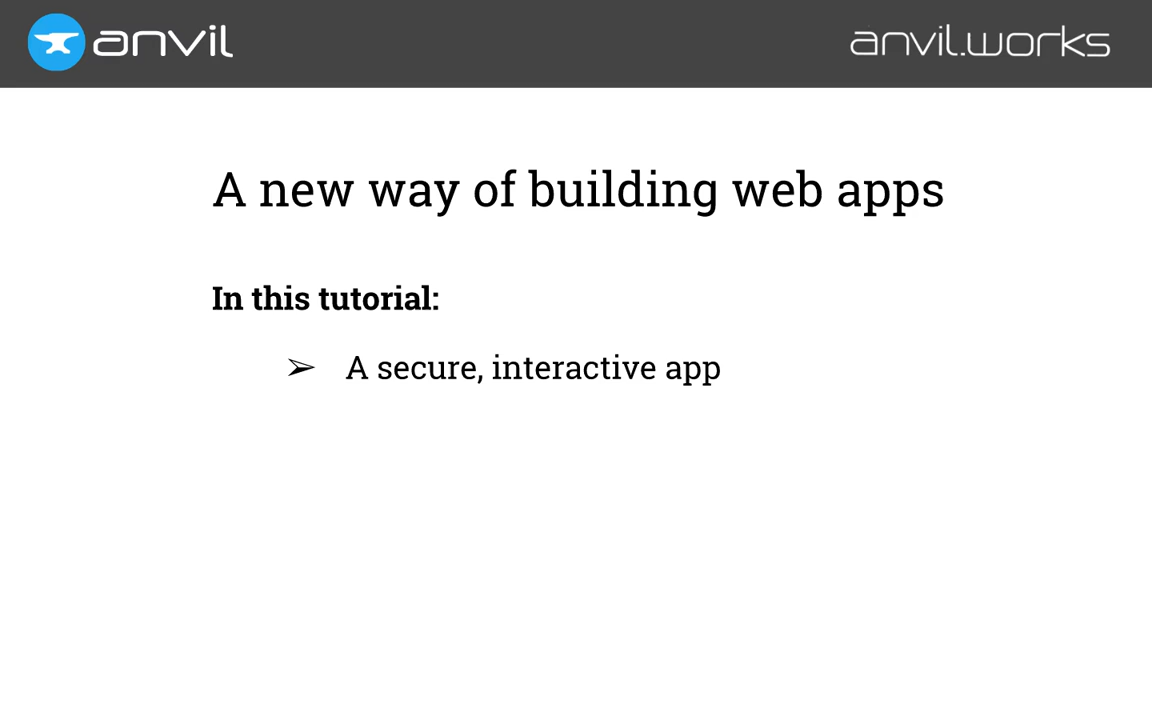 anvil
anvil.works
A new way of building web apps
In this tutorial:
➢ A secure, interactive app